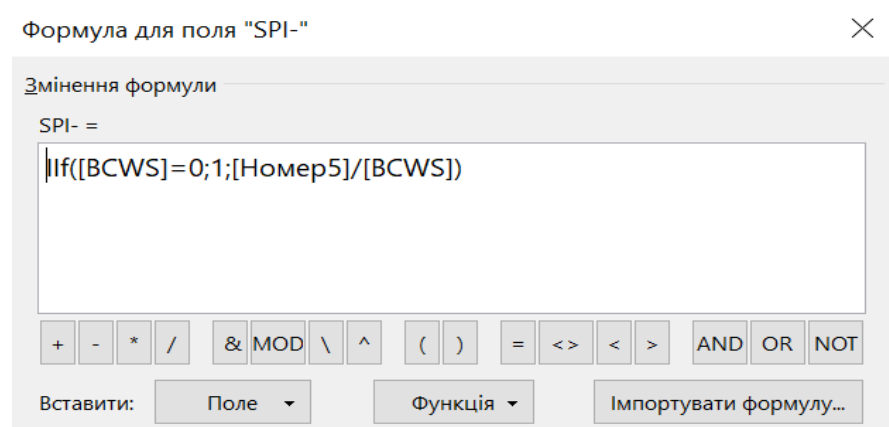 Формула для поля "SPI-"
Змінення формули
SPI- =
IIf([BCWS]=0;1;[Номер5]/[BCWS])
+ - * / & MOD \ ^ ( ) = <> < > AND OR NOT
Вставити: Поле Функція Імпортувати формулу...